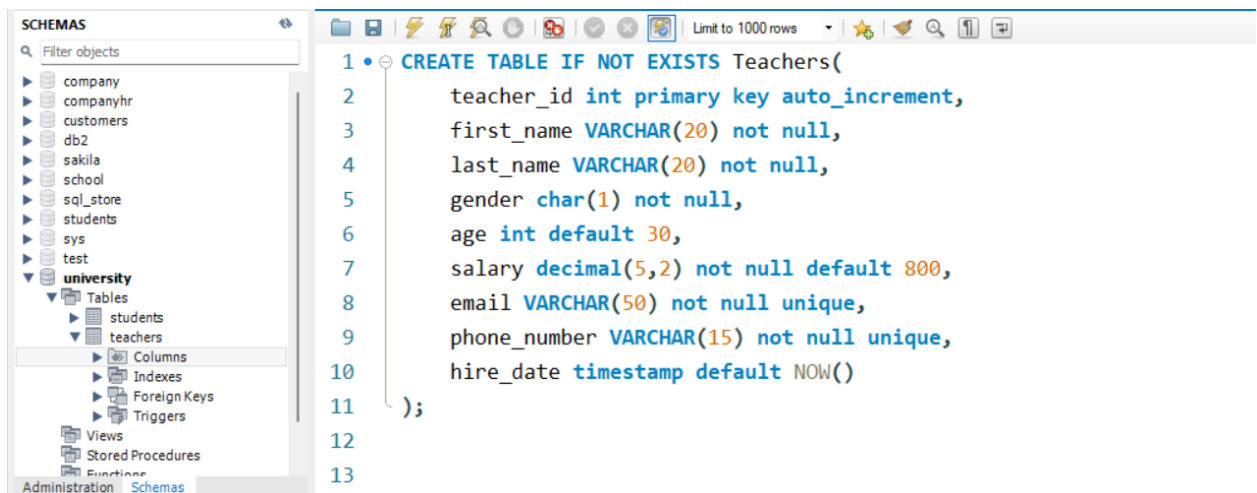 SCHEMAS
Filter objects
company
companyhr
customers
db2
sakila
school
sql_store
students
sys
test
university
Tables
students
teachers
Columns
Indexes
Foreign Keys
Triggers
Views
Stored Procedures
Functions
Administration Schemas
Limit to 1000 rows
1 CREATE TABLE IF NOT EXISTS Teachers(
2 teacher_id int primary key auto_increment,
3 first_name VARCHAR(20) not null,
4 last_name VARCHAR(20) not null,
5 gender char(1) not null,
6 age int default 30,
7 salary decimal(5,2) not null default 800,
8 email VARCHAR(50) not null unique,
9 phone_number VARCHAR(15) not null unique,
10 hire_date timestamp default NOW()
11 );
12
13